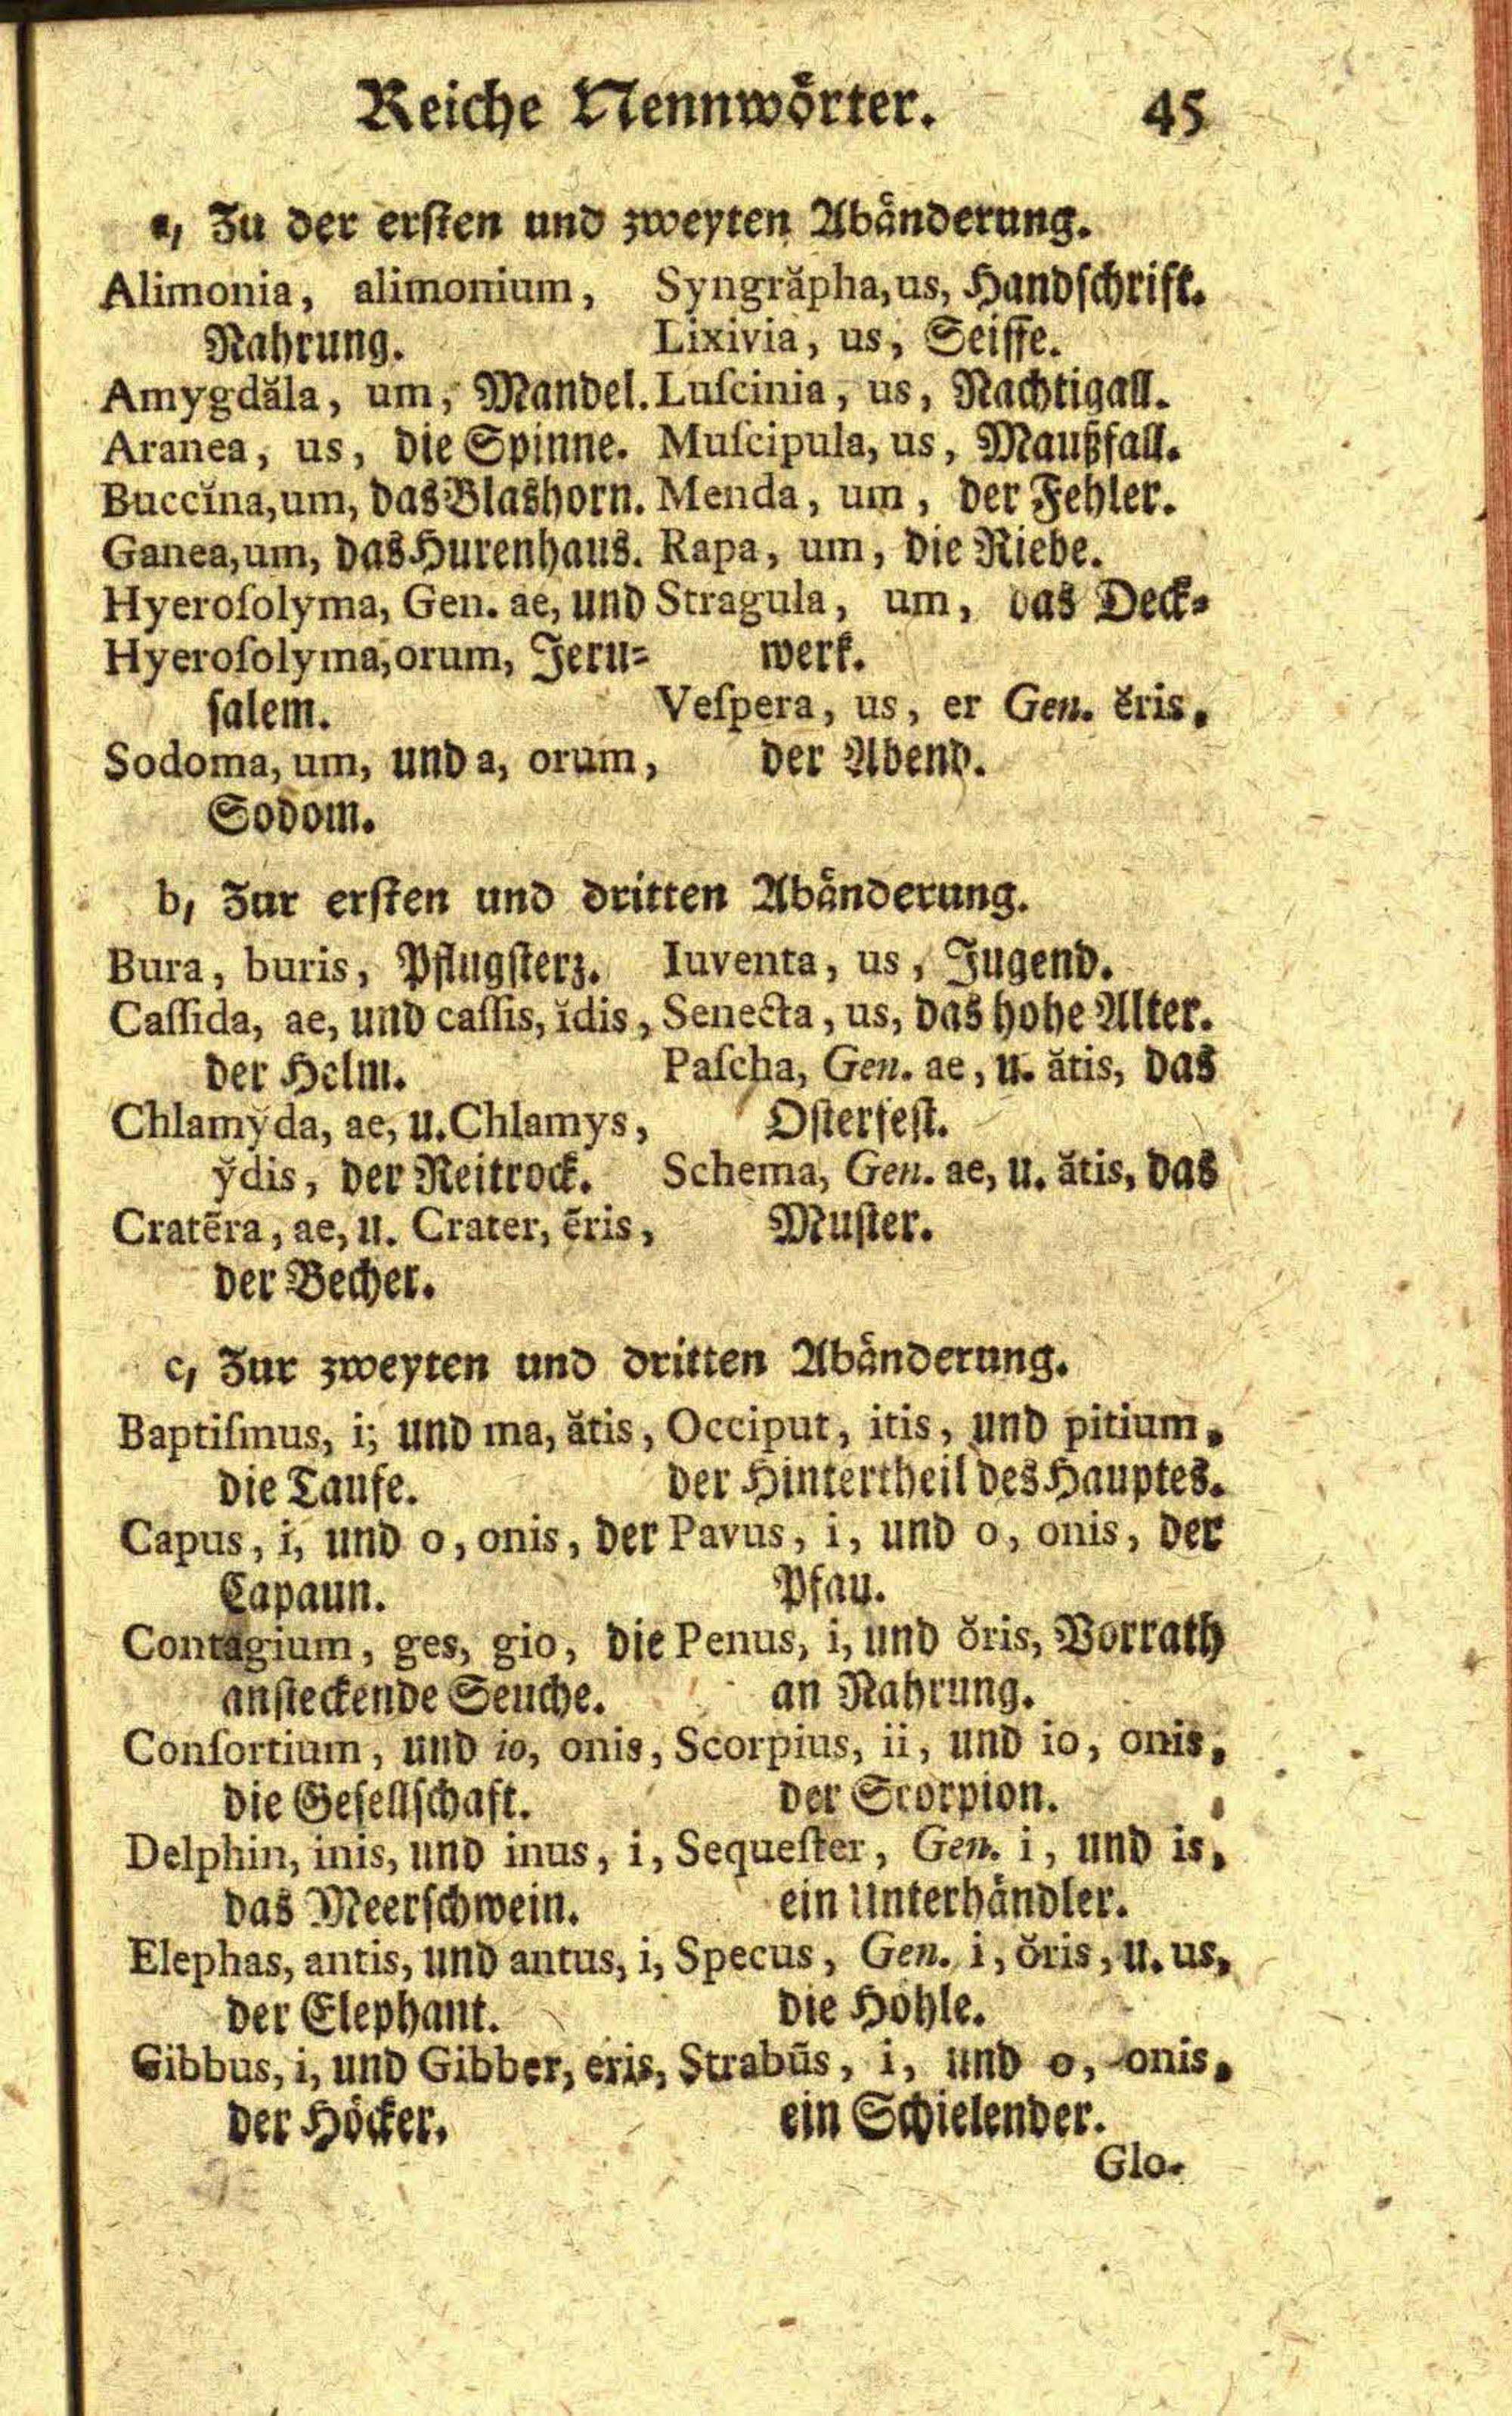 Reiche Nennwörter. 45
a, Zu der ersten und zweyten Abänderung.
Alimonia, alimonium,
Nahrung.
Amygdăla, um, Mandel.
Aranea, us, die Spinne.
Buccĭna, um, das Blashorn.
Ganea, um, das Hurenhaus.
Hyeroſolyma, Gen. ae, und
Hyeroſolyma, orum, Jeru-
ſalem.
Sodoma, um, und a, orum,
Sodom.
Syngrăpha, us, Handſchrift.
Lixivia, us, Seiffe.
Luſcinia, us, Nachtigall.
Muſcipula, us, Maußfall.
Menda, um, der Fehler.
Rapa, um, die Riebe.
Stragula, um, das Deck-
werk.
Veſpera, us, er Gen. ĕris,
der Abend.
b, Zur erſten und dritten Abänderung.
Bura, buris, Pflugſterz.
Caſſida, ae, und caſſis, ĭdis,
der Helm.
Chlamy̆da, ae, u. Chlamys,
y̆dis, der Reitrock.
Cratēra, ae, u. Crater, ēris,
der Becher.
Iuventa, us, Jugend.
Senecta, us, das hohe Alter.
Paſcha, Gen. ae, u. ătis, das
Oſterfeſt.
Schema, Gen. ae, u. ătis, das
Muſter.
c, Zur zweyten und dritten Abänderung.
Baptiſmus, i; und ma, ătis,
die Taufe.
Capus, i, und o, onis, der
Capaun.
Contagium, ges, gio, die
anſteckende Seuche.
Conſortium, und io, onis,
die Geſellſchaft.
Delphin, inis, und inus, i,
das Meerſchwein.
Elephas, antis, und antus, i,
der Elephant.
Gibbus, i, und Gibber, eris,
der Höcker.
Occiput, itis, und pitium,
der Hintertheil des Hauptes.
Pavus, i, und o, onis, der
Pfau.
Penus, i, und ŏris, Vorrath
an Nahrung.
Scorpius, ii, und io, onis,
der Scorpion.
Sequeſter, Gen. i, und is,
ein Unterhändler.
Specus, Gen. i, ŏris, u. us,
die Höhle.
Strabūs, i, und o, onis,
ein Schielender.
Glo-